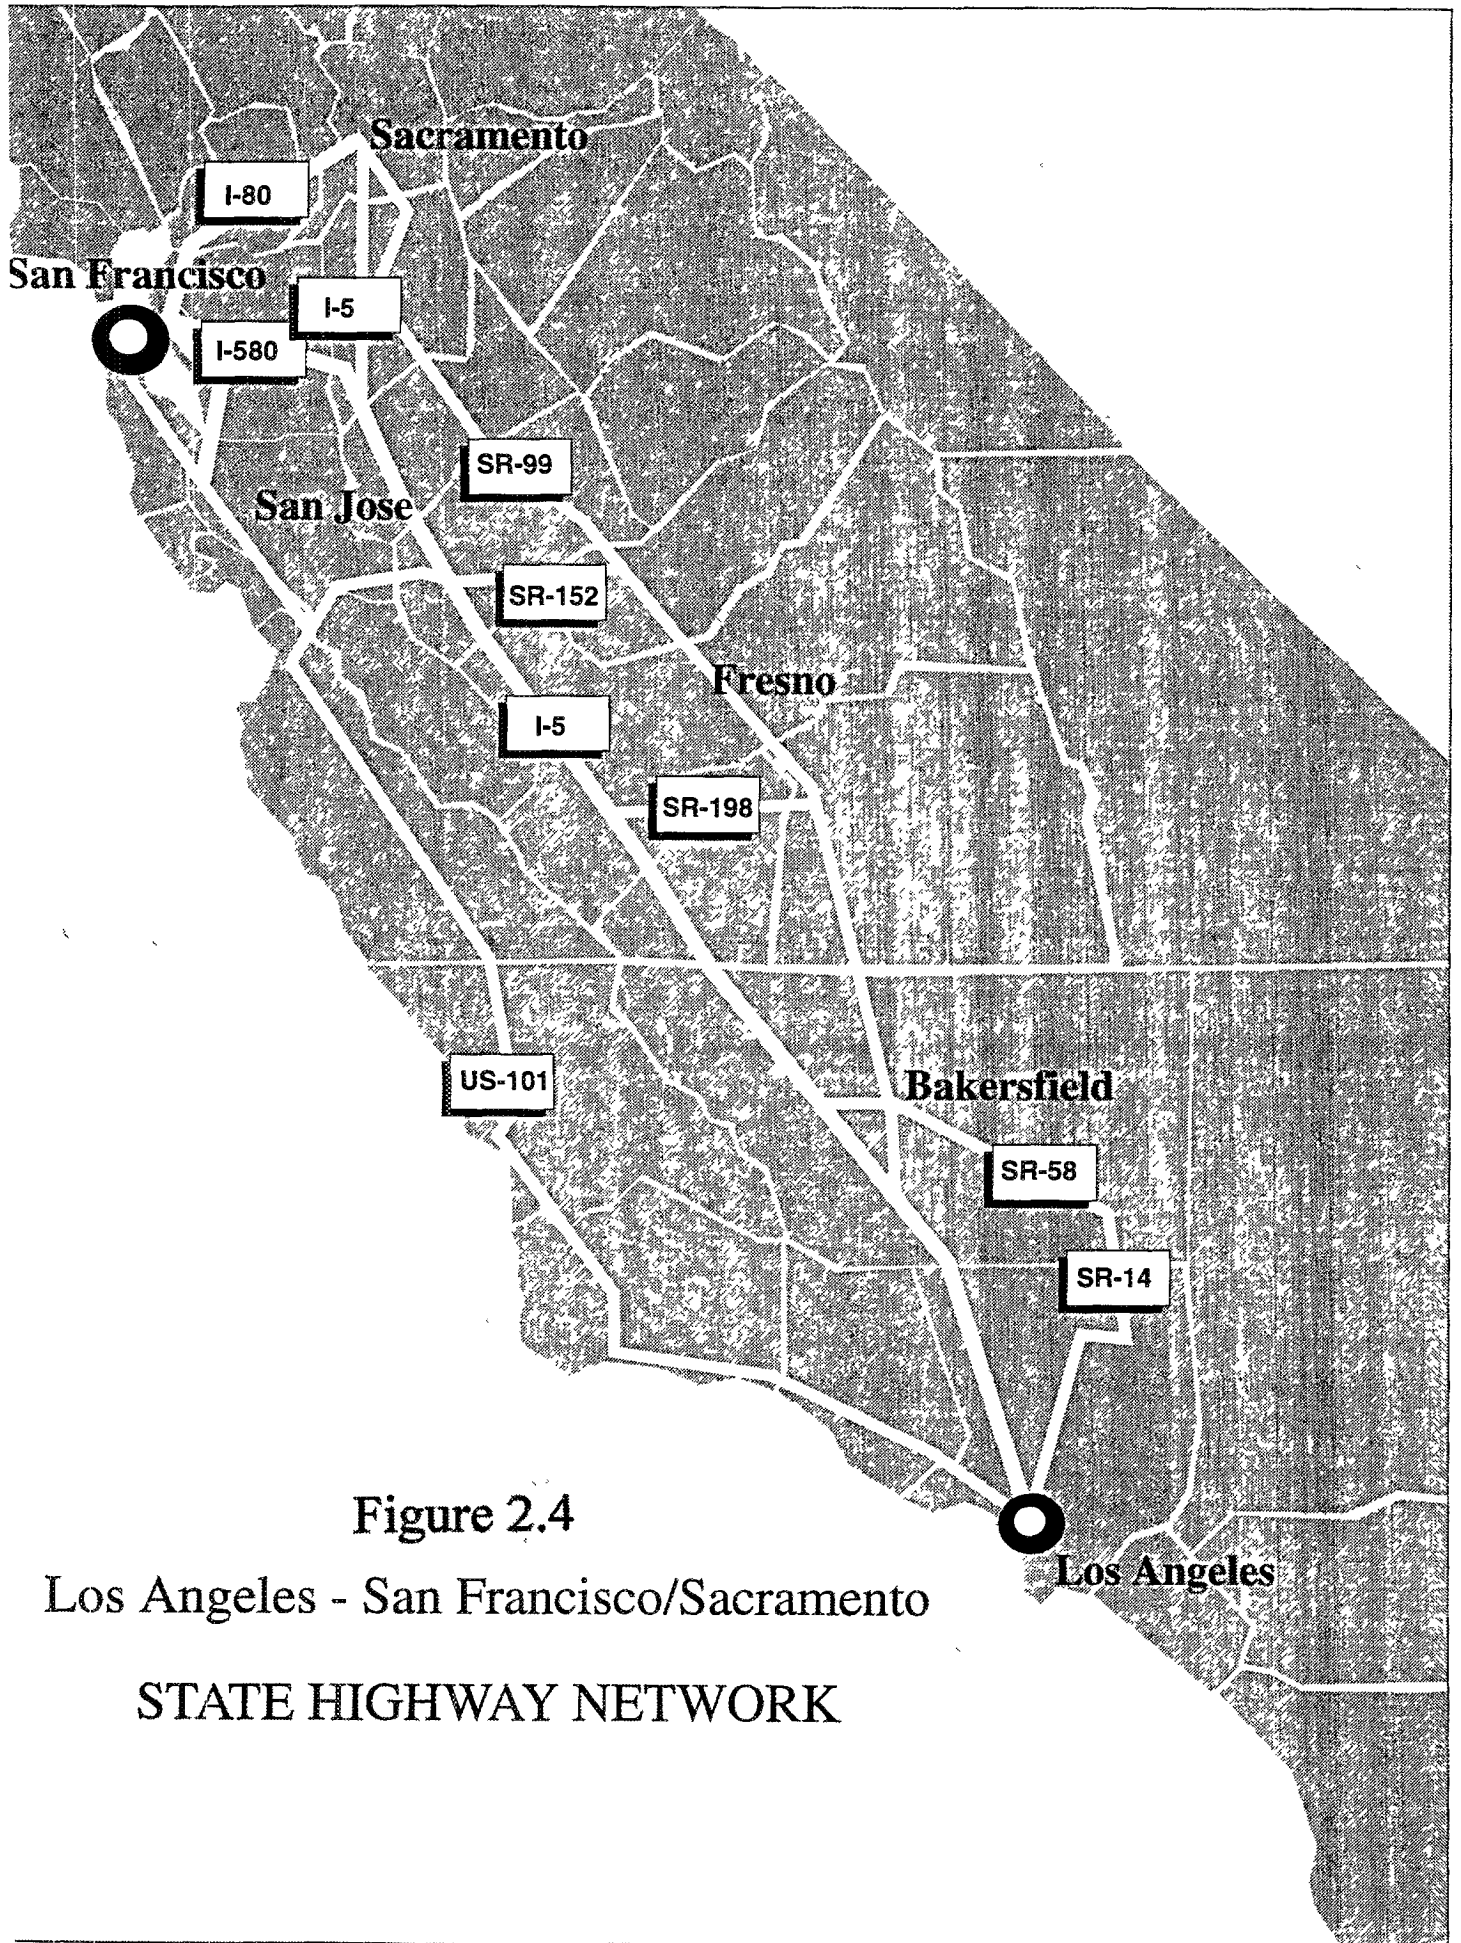 Sacramento
I-80
San Francisco
I-5
I-580
SR-99
San Jose
SR-152
Fresno
I-5
SR-198
US-101
Bakersfield
SR-58
SR-14
Figure 2.4
Los Angeles
Los Angeles - San Francisco/Sacramento
STATE HIGHWAY NETWORK